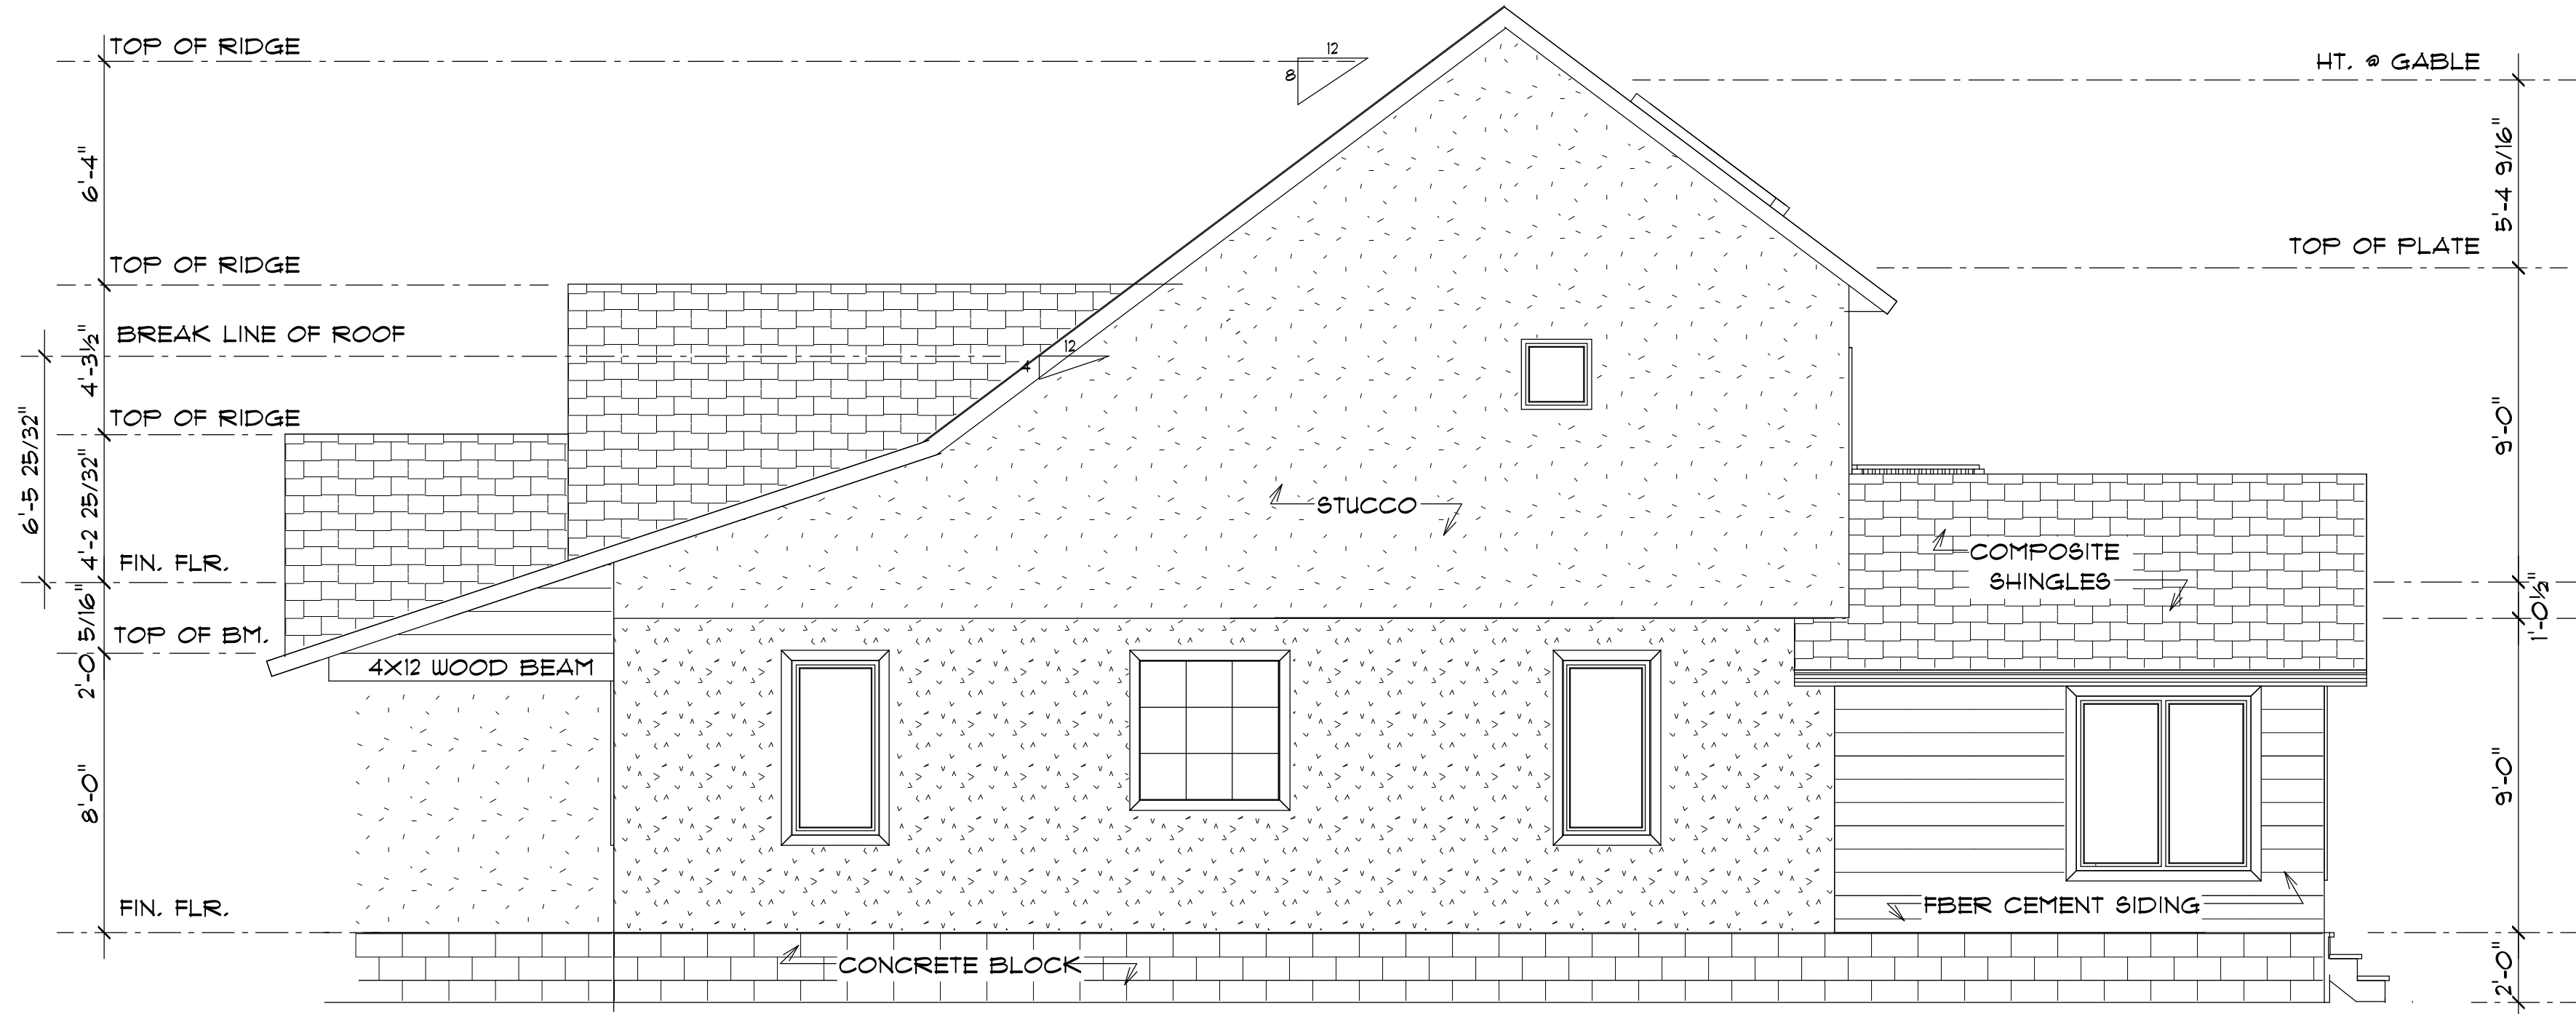 TOP OF RIDGE
12
8
HT. @ GABLE
6'-4"
5'-4 9/16"
TOP OF PLATE
TOP OF RIDGE
BREAK LINE OF ROOF
12
4
4'-3½"
TOP OF RIDGE
9'-0"
6'-5 25/32"
4'-2 25/32"
STUCCO
COMPOSITE
SHINGLES
FIN. FLR.
1'-0½"
2'-0 5/16"
TOP OF BM.
4X12 WOOD BEAM
8'-0"
9'-0"
FIN. FLR.
FBER CEMENT SIDING
CONCRETE BLOCK
2'-0"